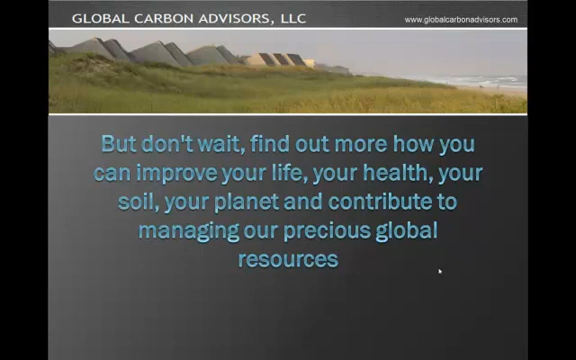 GLOBAL CARBON ADVISORS, LLC
www.globalcarbonadvisors.com
But don't wait, find out more how you
can improve your life, your health, your
soil, your planet and contribute to
managing our precious global
resources